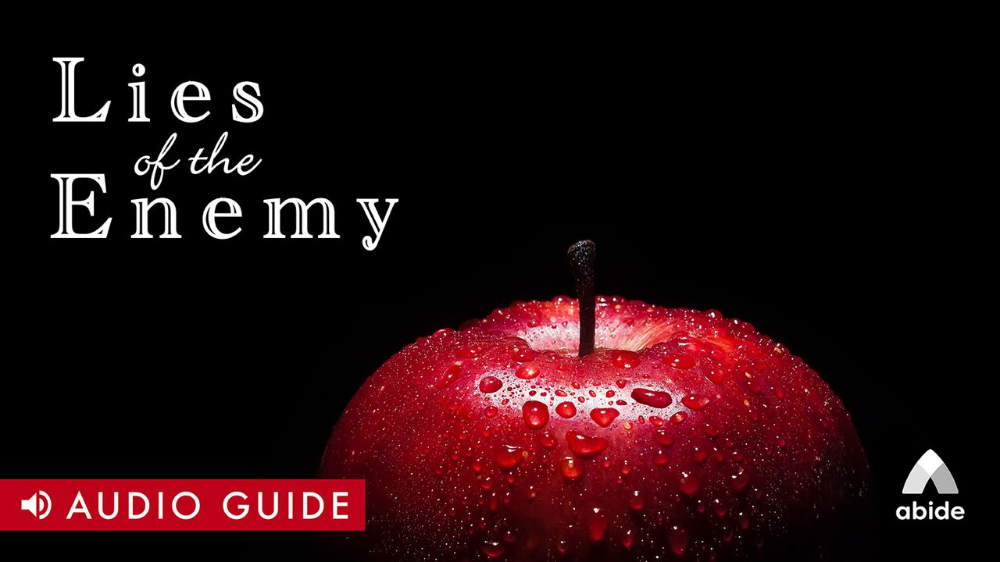 Lies
of the
Enemy
AUDIO GUIDE
abide